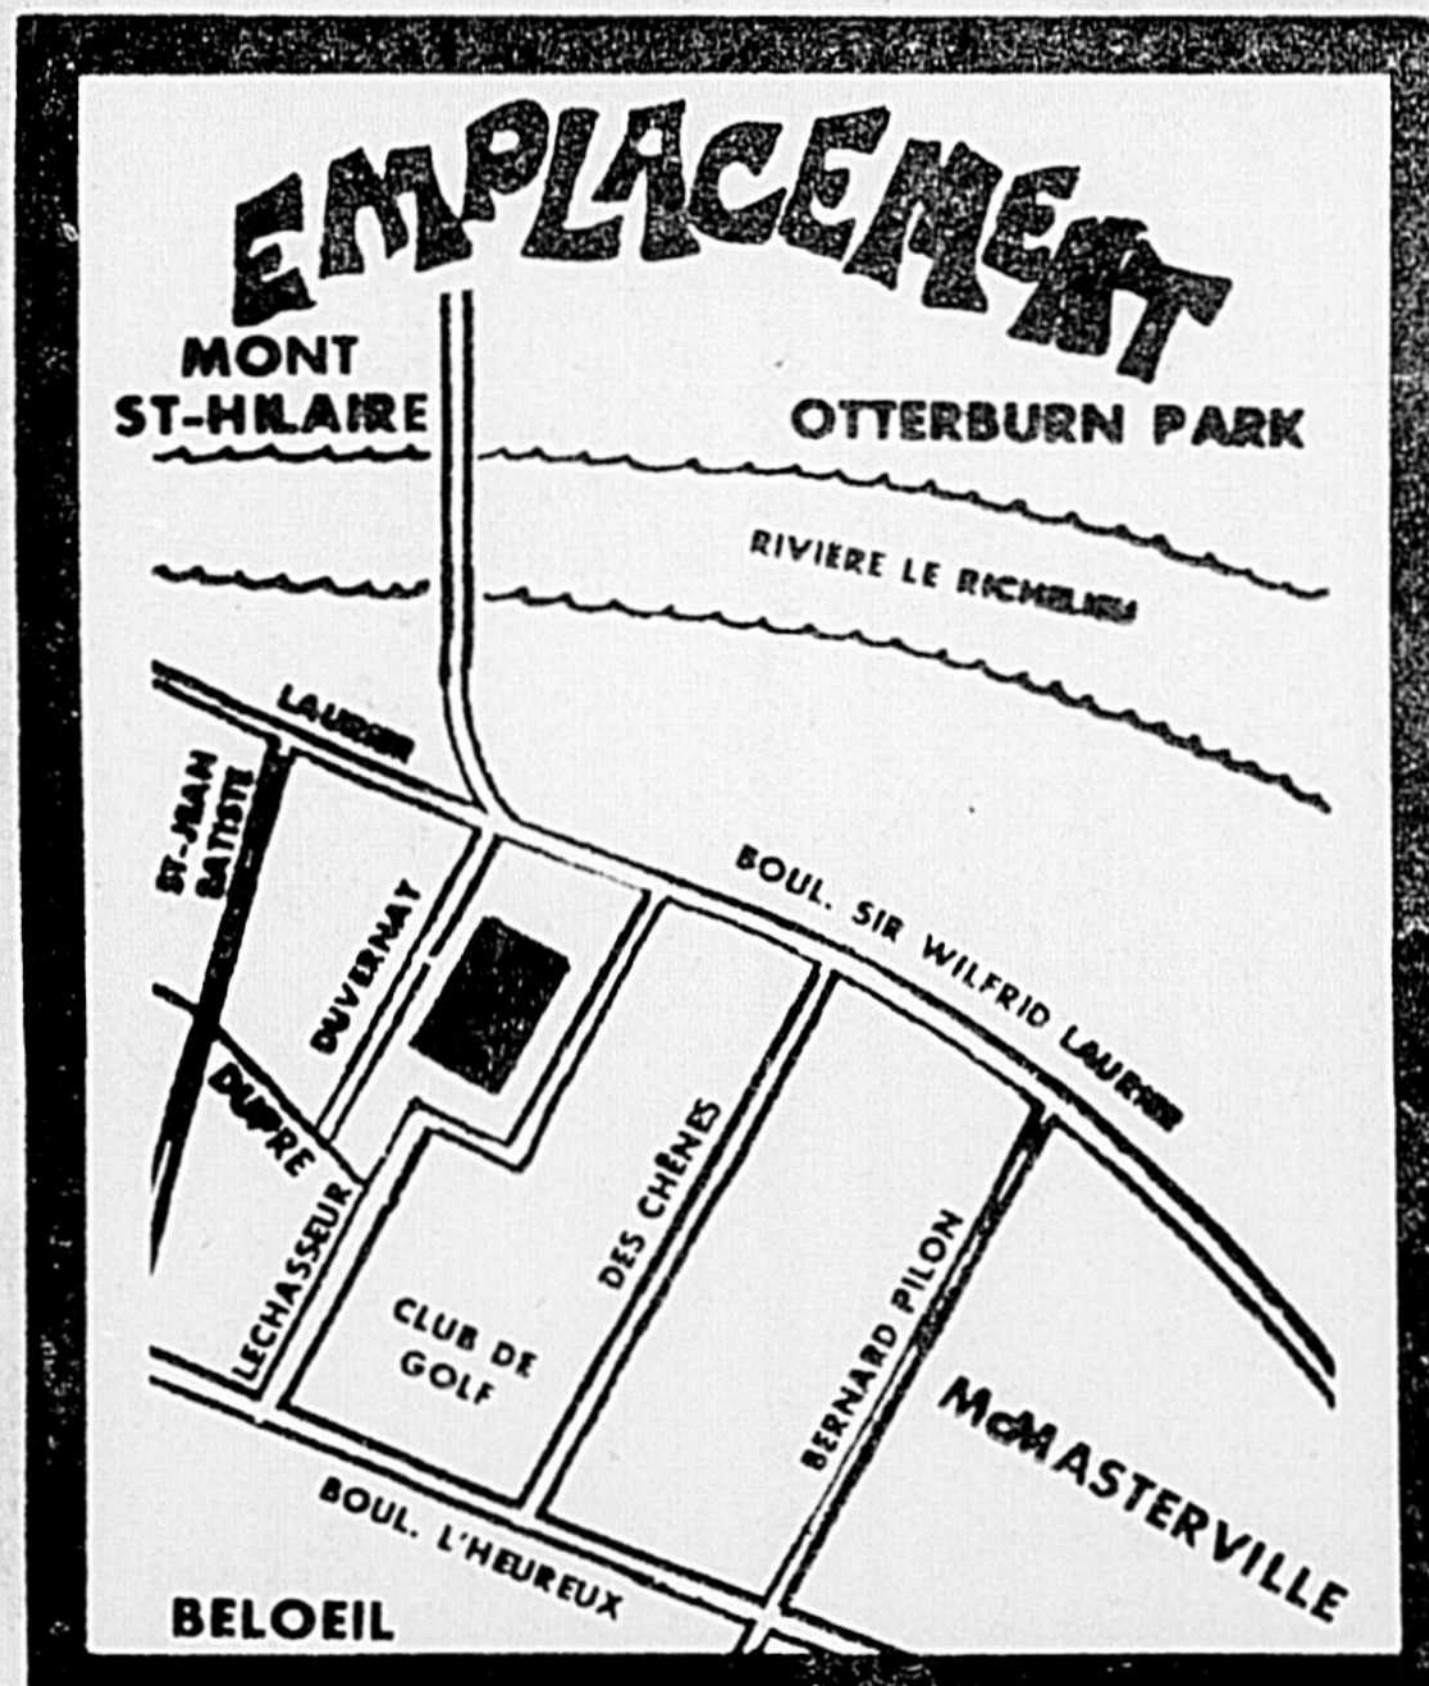 EMPLACEMENT
MONT
ST-HILAIRE
OTTERBURN PARK
RIVIERE LE RICHELIEU
LAURIER
ST-JEAN
BATISTE
DUVERNAY
BOUL. SIR WILFRID LAURIER
DUPRE
LECHASSEUR
DES CHÊNES
BERNARD PILON
CLUB DE
GOLF
McMASTERVILLE
BOUL. L'HEUREUX
BELOEIL